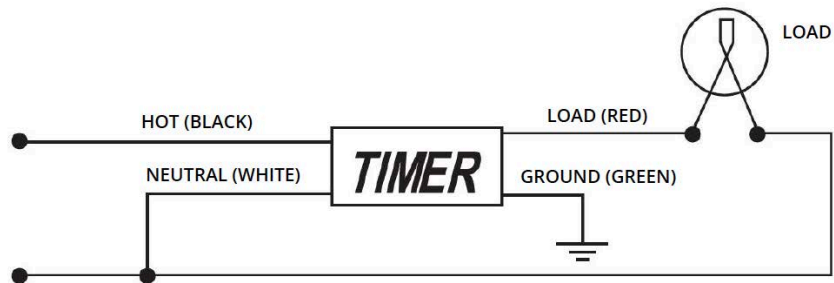 LOAD
HOT (BLACK)
LOAD (RED)
NEUTRAL (WHITE)
TIMER
GROUND (GREEN)